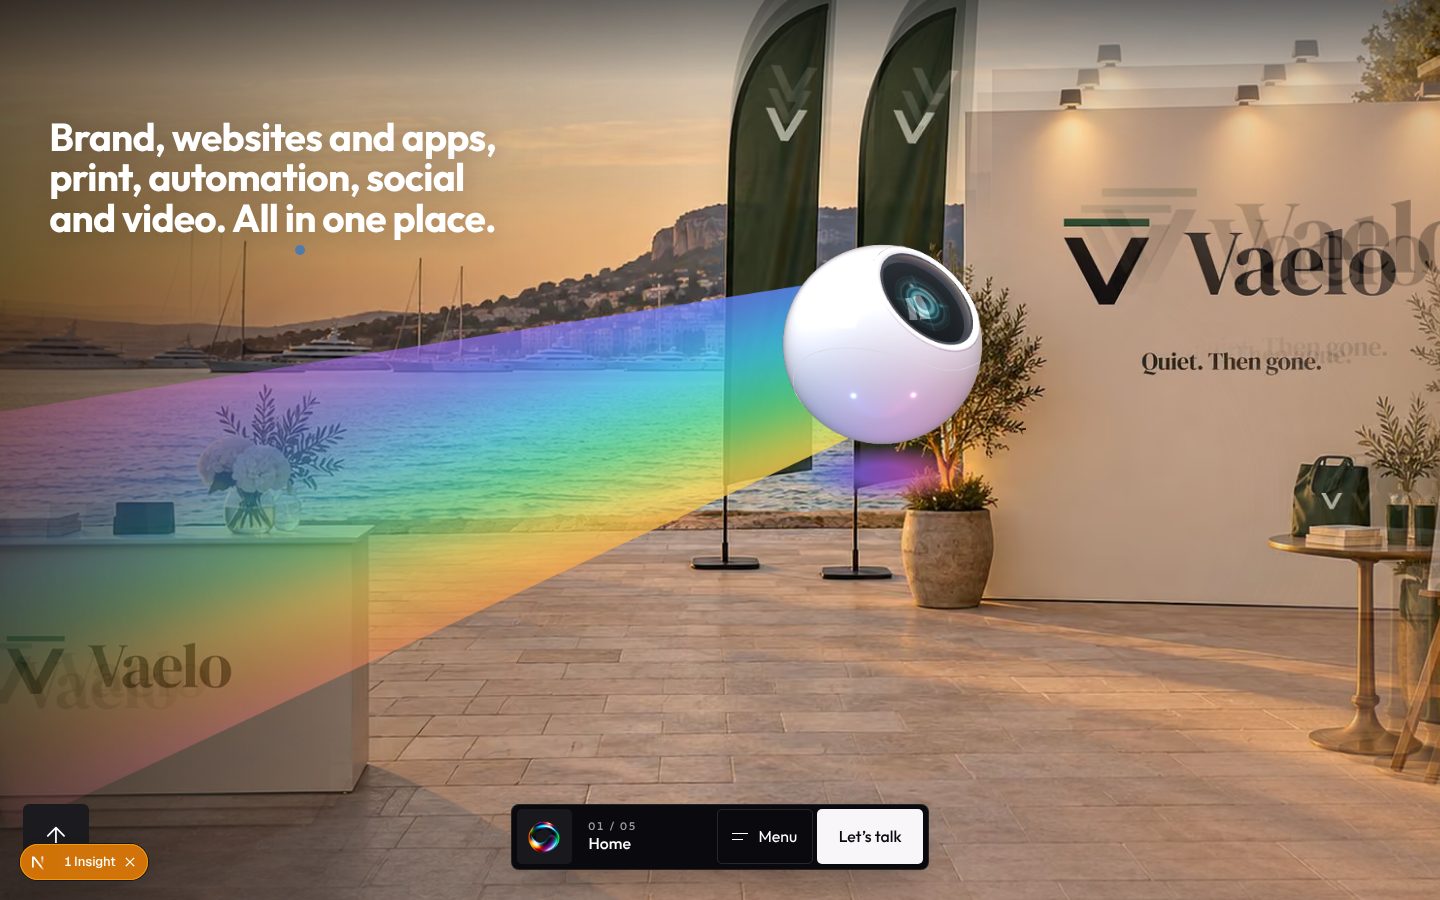 Brand, websites and apps,
print, automation, social
and video. All in one place.
Vaelo
Quiet. Then gone.
Vaelo
01 / 05
Home
Menu
Let's talk
1 Insight